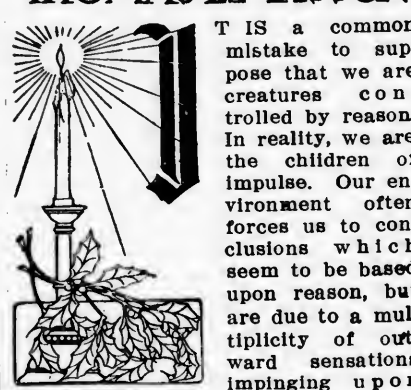 IT IS a common
mistake to sup
pose that we are
creatures con
trolled by reason.
In reality, we are
the children of
impulse. Our en
vironment often
forces us to con
clusions which
seem to be based
upon reason, but
are due to a mul
tiplicity of out
ward sensations
impinging upon